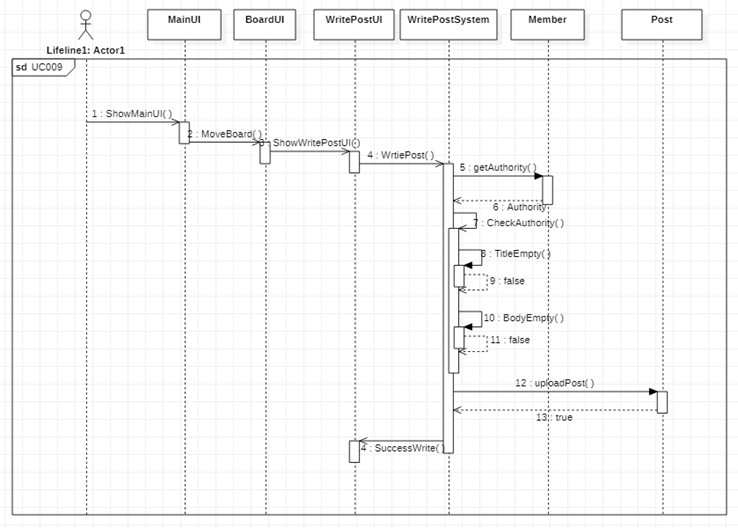 MainUI
BoardUI
WritePostUI
WritePostSystem
Member
Post
Lifeline1: Actor1
sd UC009
1 : ShowMainUI( )
2 : MoveBoard( )
3 : ShowWritePostUI( )
4 : WrtiePost( )
5 : getAuthority( )
6 : Authority
7 : CheckAuthority( )
8 : TitleEmpty( )
9 : false
10 : BodyEmpty( )
11 : false
12 : uploadPost( )
13 : true
4 : SuccessWrite( )